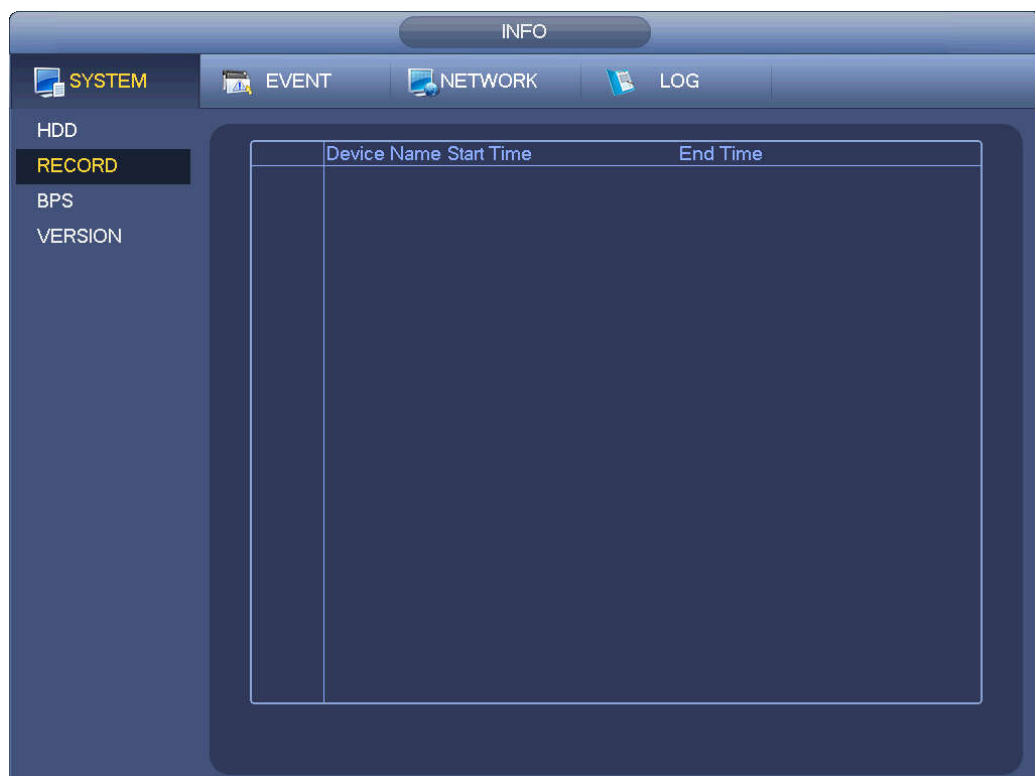 INFO
SYSTEM EVENT NETWORK LOG
HDD
RECORD
BPS
VERSION
Device Name Start Time End Time